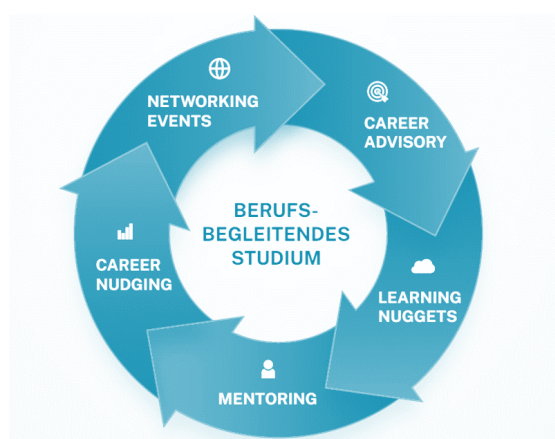 NETWORKING
EVENTS
CAREER
ADVISORY
BERUFS-
BEGLEITENDES
STUDIUM
CAREER
NUDGING
LEARNING
NUGGETS
MENTORING